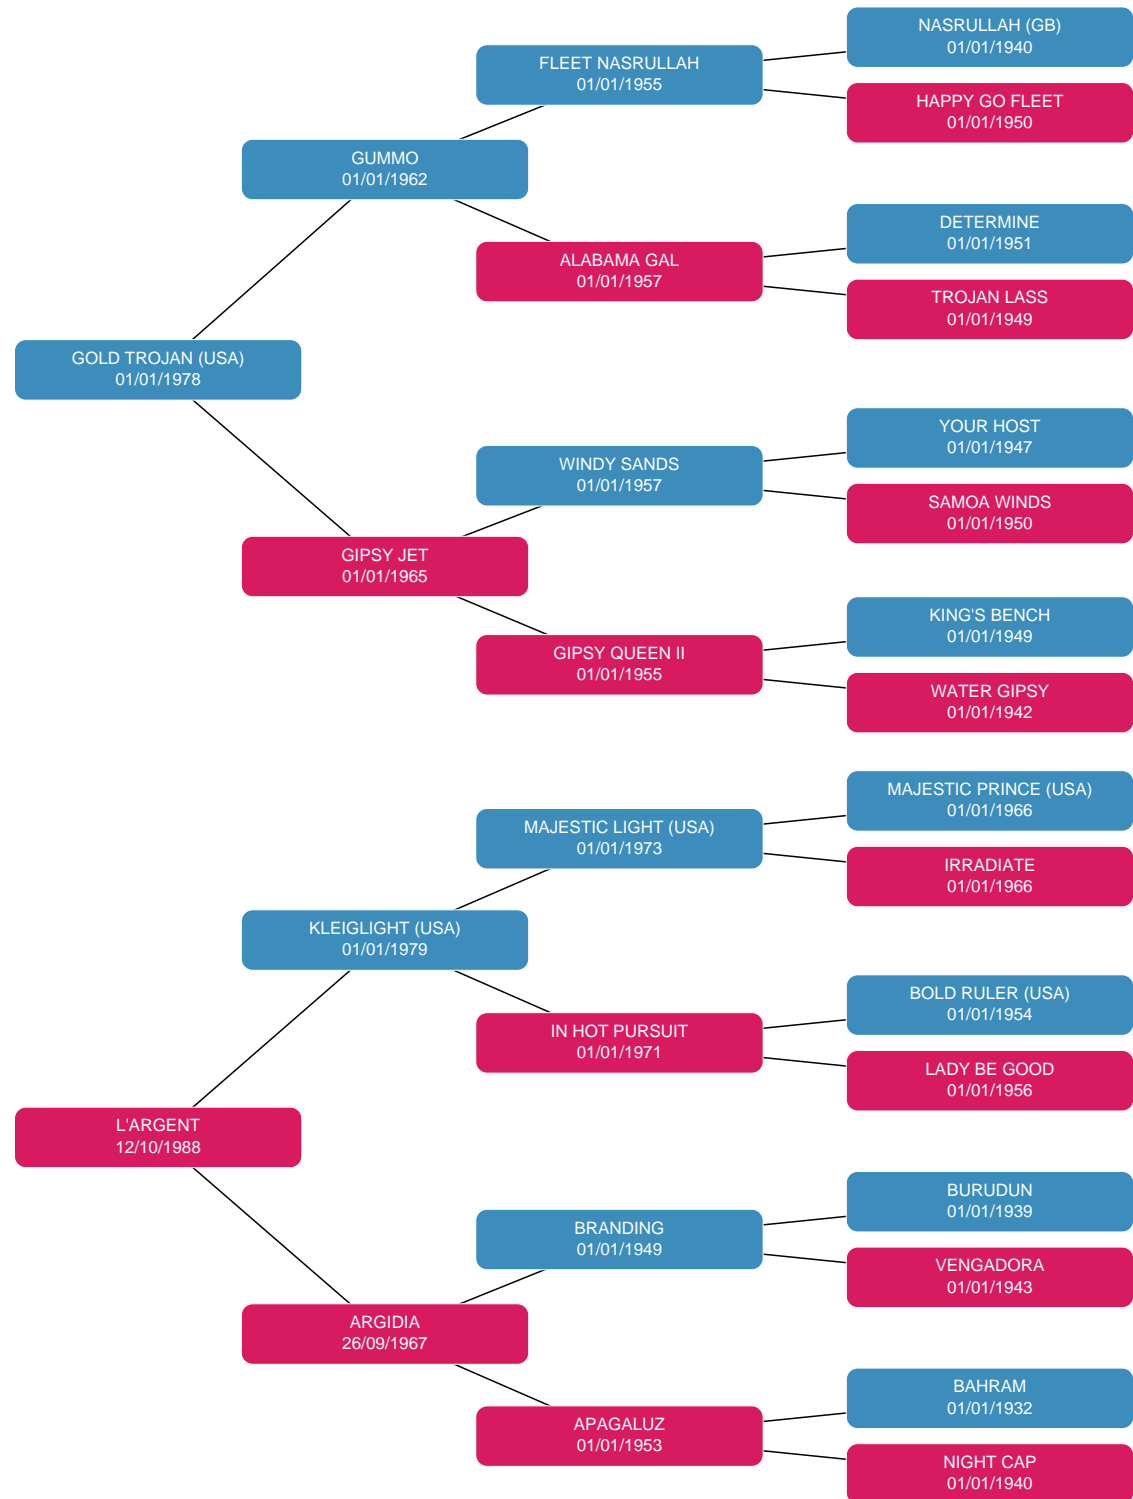 NASRULLAH (GB)
01/01/1940
FLEET NASRULLAH
01/01/1955
HAPPY GO FLEET
01/01/1950
GUMMO
01/01/1962
DETERMINE
01/01/1951
ALABAMA GAL
01/01/1957
TROJAN LASS
01/01/1949
GOLD TROJAN (USA)
01/01/1978
YOUR HOST
01/01/1947
WINDY SANDS
01/01/1957
SAMOA WINDS
01/01/1950
GIPSY JET
01/01/1965
KING'S BENCH
01/01/1949
GIPSY QUEEN II
01/01/1955
WATER GIPSY
01/01/1942
MAJESTIC PRINCE (USA)
01/01/1966
MAJESTIC LIGHT (USA)
01/01/1973
IRRADIATE
01/01/1966
KLEIGLIGHT (USA)
01/01/1979
BOLD RULER (USA)
01/01/1954
IN HOT PURSUIT
01/01/1971
LADY BE GOOD
01/01/1956
L'ARGENT
12/10/1988
BURUDUN
01/01/1939
BRANDING
01/01/1949
VENGADORA
01/01/1943
ARGIDIA
26/09/1967
BAHRAM
01/01/1932
APAGALUZ
01/01/1953
NIGHT CAP
01/01/1940